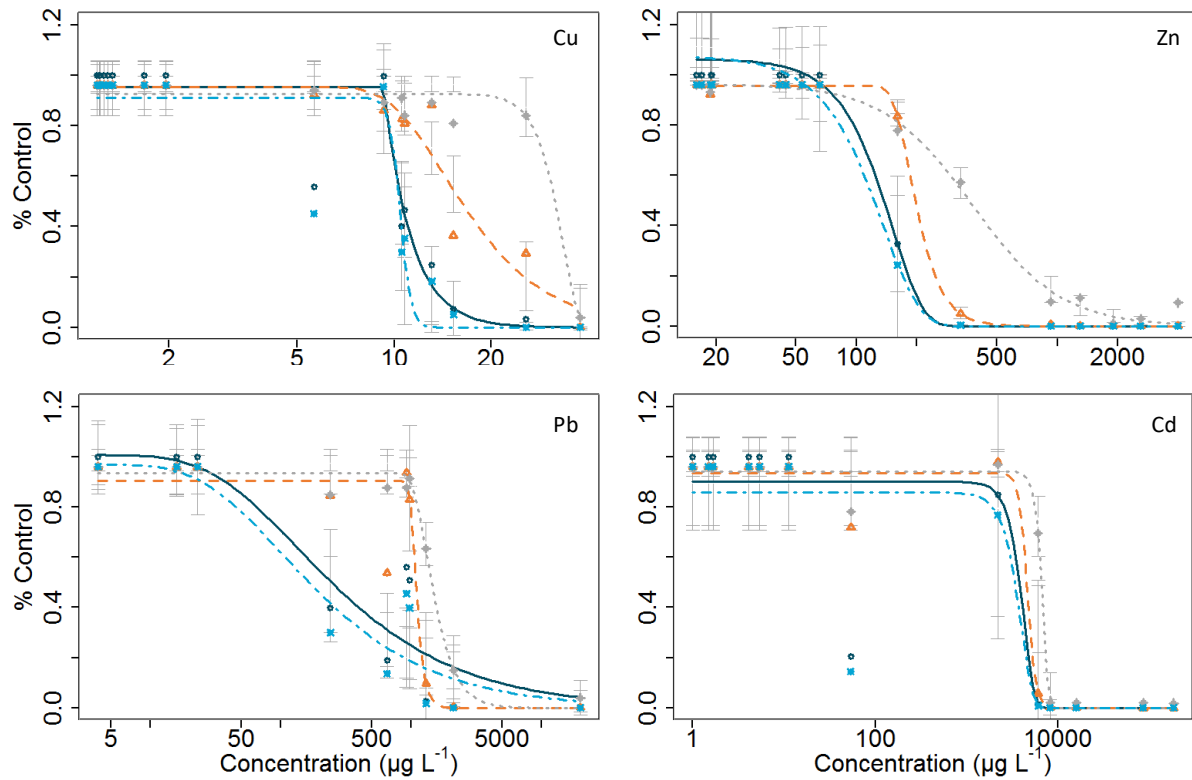 Cu
% Control
0.0 0.4 0.8 1.2
2 5 10 20
Zn
0.0 0.4 0.8 1.2
20 50 100 500 2000
Pb
% Control
0.0 0.4 0.8 1.2
5 50 500 5000
Concentration (µg L⁻¹)
Cd
0.0 0.4 0.8 1.2
1 100 10000
Concentration (µg L⁻¹)